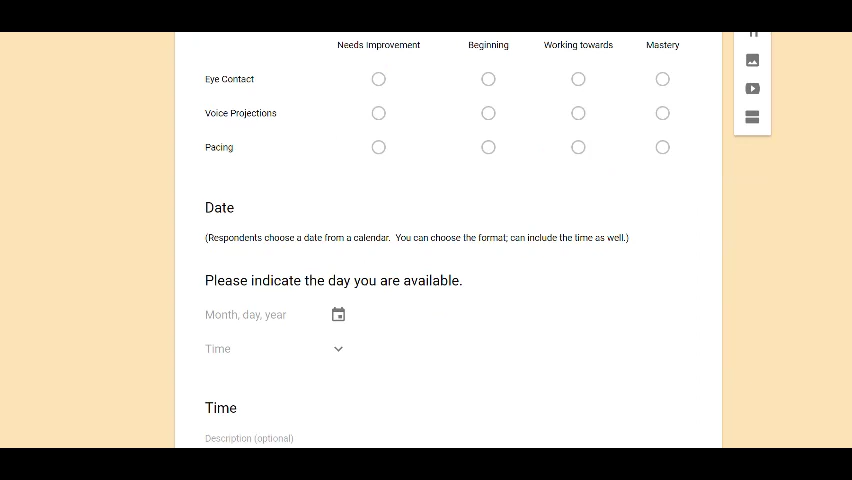 Needs Improvement Beginning Working towards Mastery
Eye Contact
Voice Projections
Pacing
Date
(Respondents choose a date from a calendar. You can choose the format; can include the time as well.)
Please indicate the day you are available.
Month, day, year
Time
Time
Description (optional)